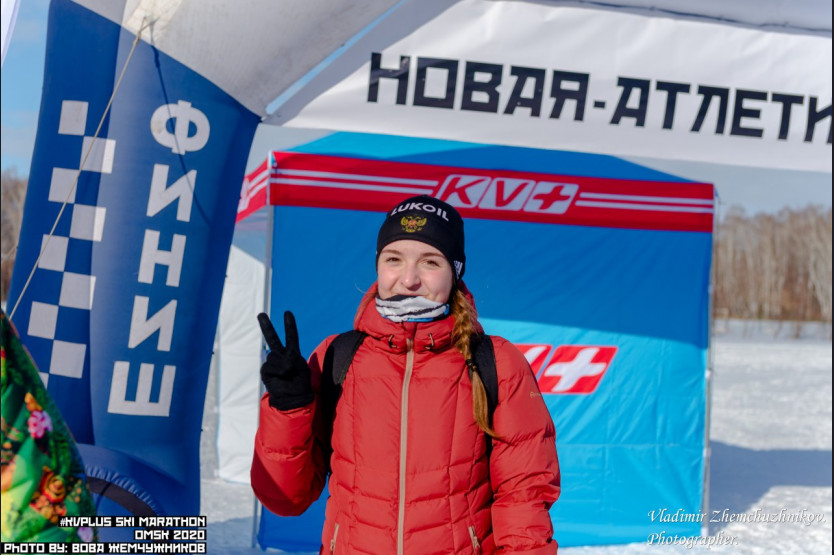 НОВАЯ-АТЛЕТИ
ФИНИШ
KV+
LUKOIL
#KVPLUS SKI MARATHON
OMSK 2020
PHOTO BY: ВОВА ЖЕМЧУЖНИКОВ
Vladimir Zhemchuzhnikov
Photographer.